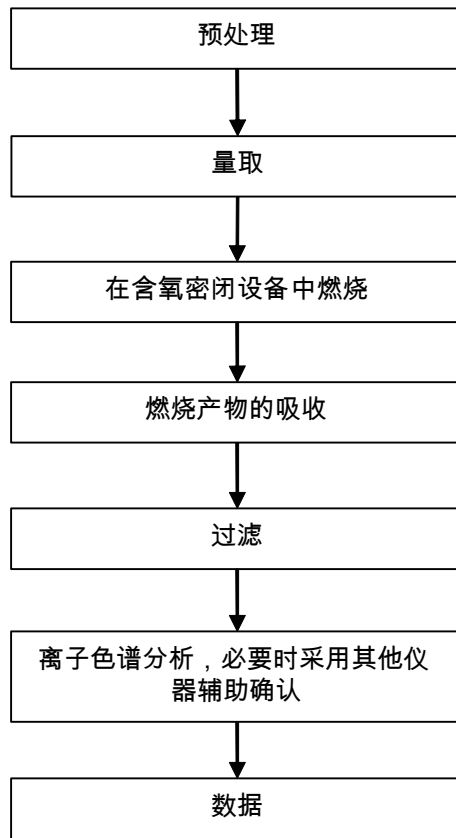 预处理
量取
在含氧密闭设备中燃烧
燃烧产物的吸收
过滤
离子色谱分析，必要时采用其他仪
器辅助确认
数据